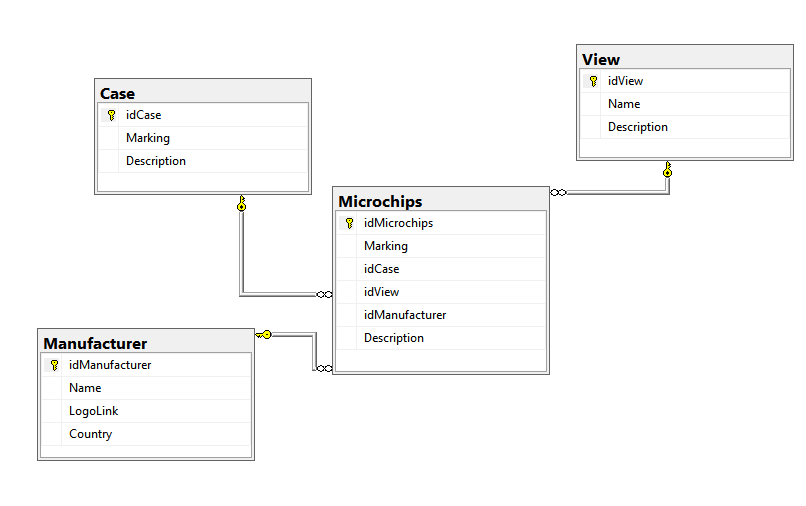 Case
idCase
Marking
Description
View
idView
Name
Description
Microchips
idMicrochips
Marking
idCase
idView
idManufacturer
Description
Manufacturer
idManufacturer
Name
LogoLink
Country